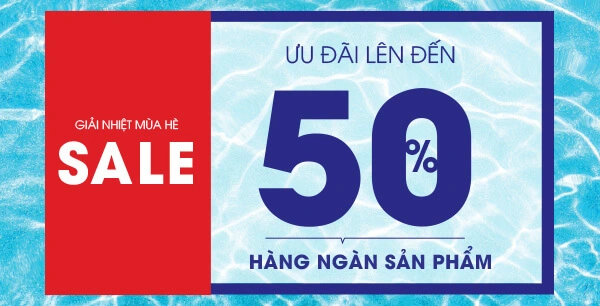 GIẢI NHIỆT MÙA HÈ
SALE
ƯU ĐÃI LÊN ĐẾN
50%
HÀNG NGÀN SẢN PHẨM